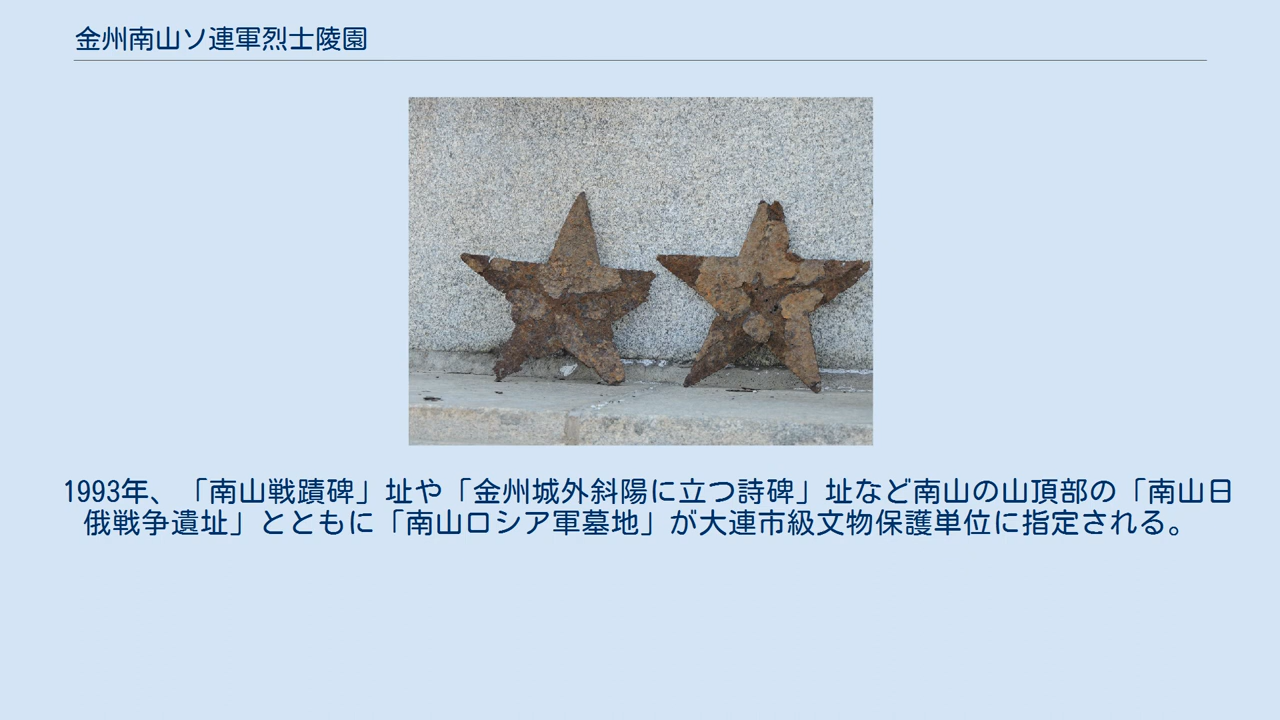 金州南山ソ連軍烈士陵園
1993年、「南山戦蹟碑」址や「金州城外斜陽に立つ詩碑」址など南山の山頂部の「南山日
俄戦争遺址」とともに「南山ロシア軍墓地」が大連市級文物保護単位に指定される。